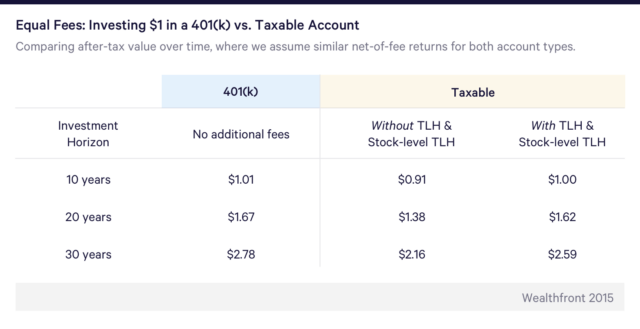 Equal Fees: Investing $1 in a 401(k) vs. Taxable Account
Comparing after-tax value over time, where we assume similar net-of-fee returns for both account types.
401(k) Taxable
Investment Horizon No additional fees Without TLH & Stock-level TLH With TLH & Stock-level TLH
10 years $1.01 $0.91 $1.00
20 years $1.67 $1.38 $1.62
30 years $2.78 $2.16 $2.59
Wealthfront 2015